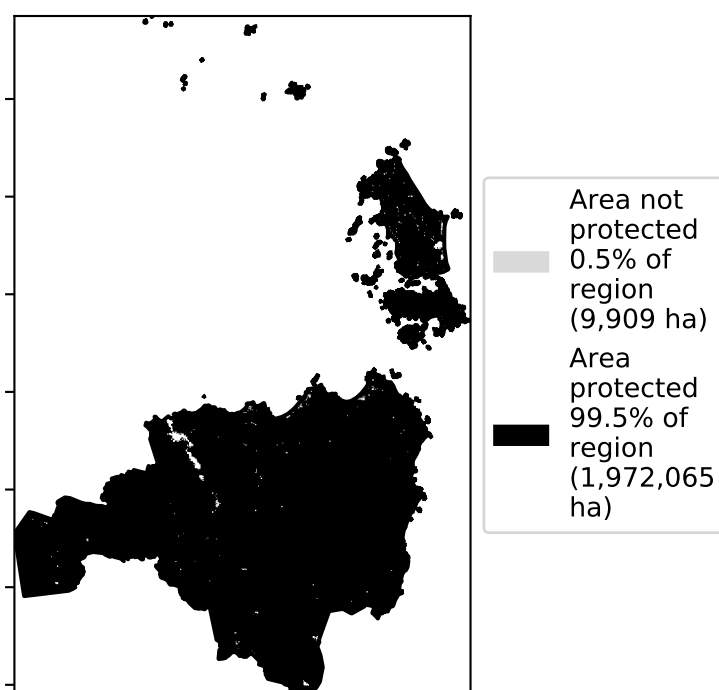 Area not
protected
0.5% of
region
(9,909 ha)
Area
protected
99.5% of
region
(1,972,065
ha)